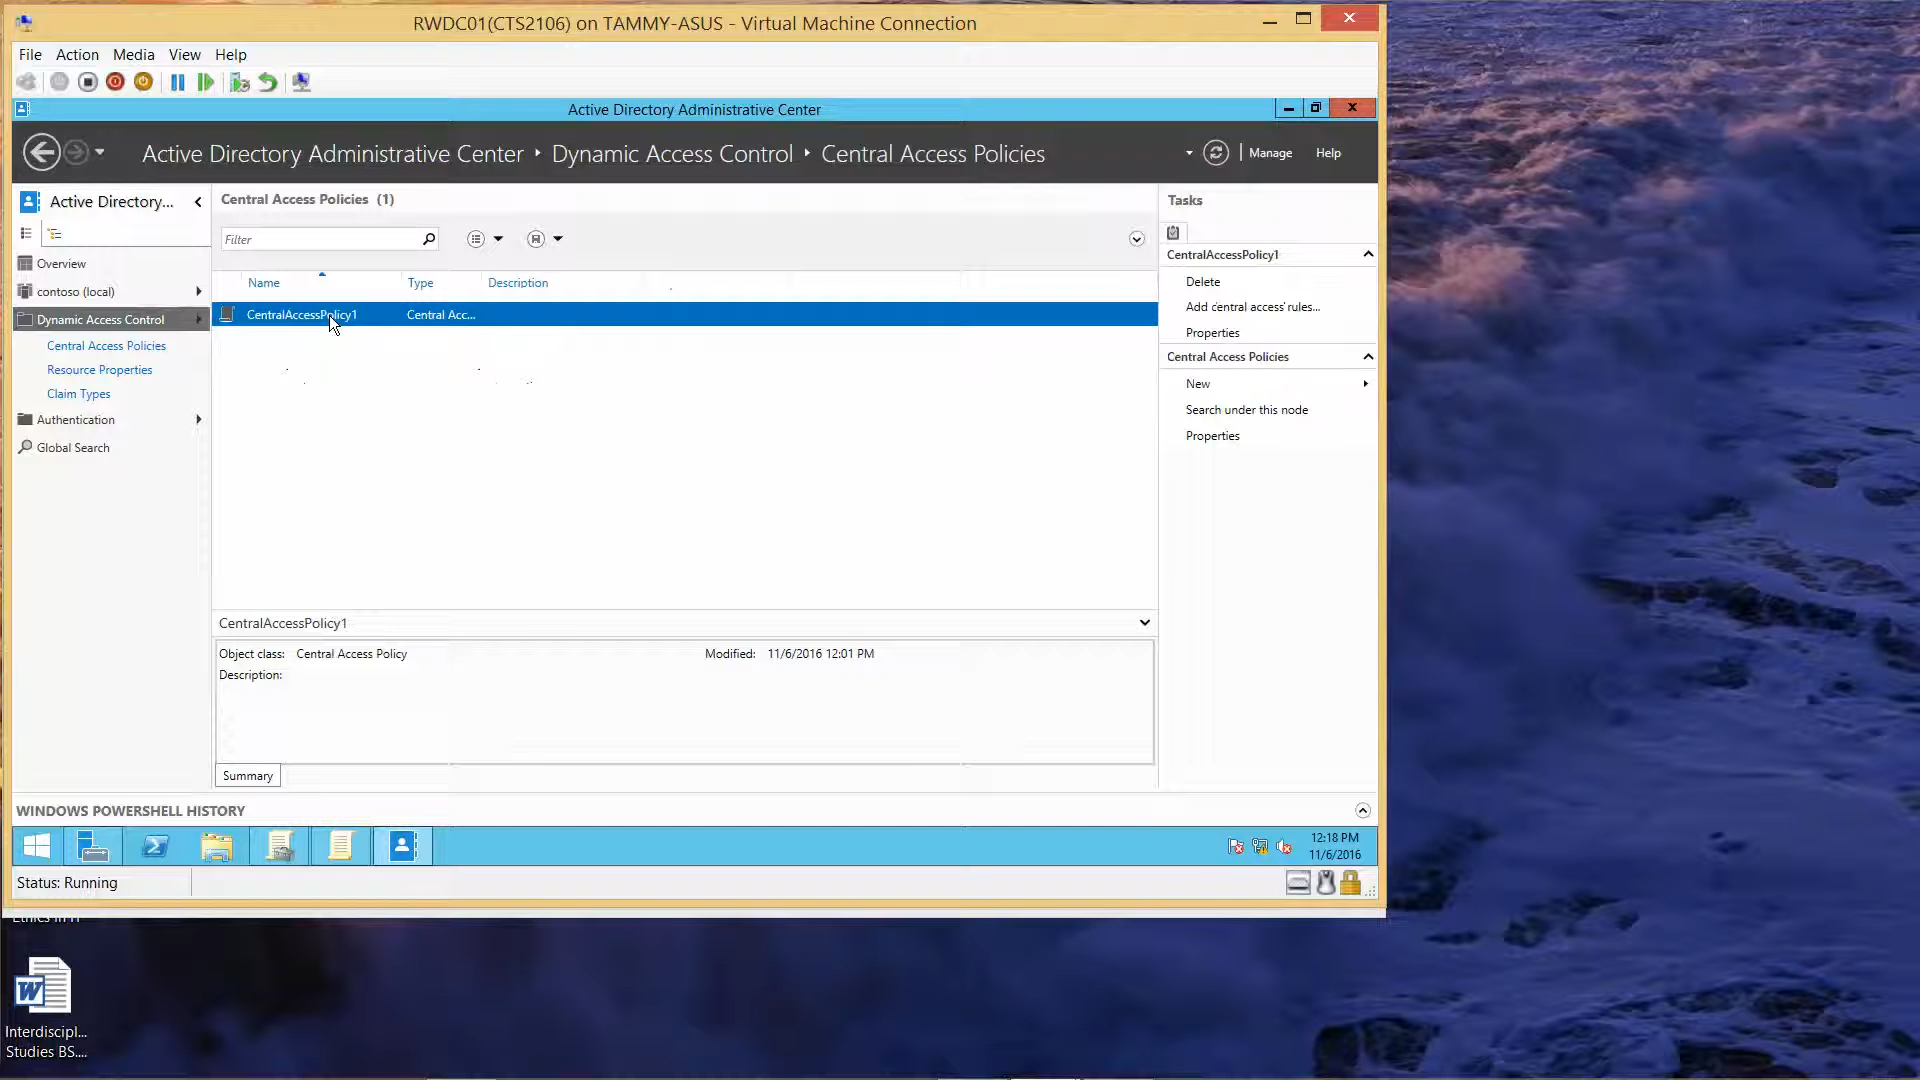 RWDC01(CTS2106) on TAMMY-ASUS - Virtual Machine Connection
File Action Media View Help
Active Directory Administrative Center
Active Directory Administrative Center • Dynamic Access Control • Central Access Policies
Manage Help
Active Directory...
Overview
contoso (local)
Dynamic Access Control
Central Access Policies
Resource Properties
Claim Types
Authentication
Global Search
Central Access Policies (1)
Filter
Name Type Description
CentralAccessPolicy1 Central Acc...
CentralAccessPolicy1
Object class: Central Access Policy Modified: 11/6/2016 12:01 PM
Description:
Summary
Tasks
CentralAccessPolicy1
Delete
Add central access rules...
Properties
Central Access Policies
New
Search under this node
Properties
WINDOWS POWERSHELL HISTORY
12:18 PM
11/6/2016
Status: Running
Interdiscipl...
Studies BS....